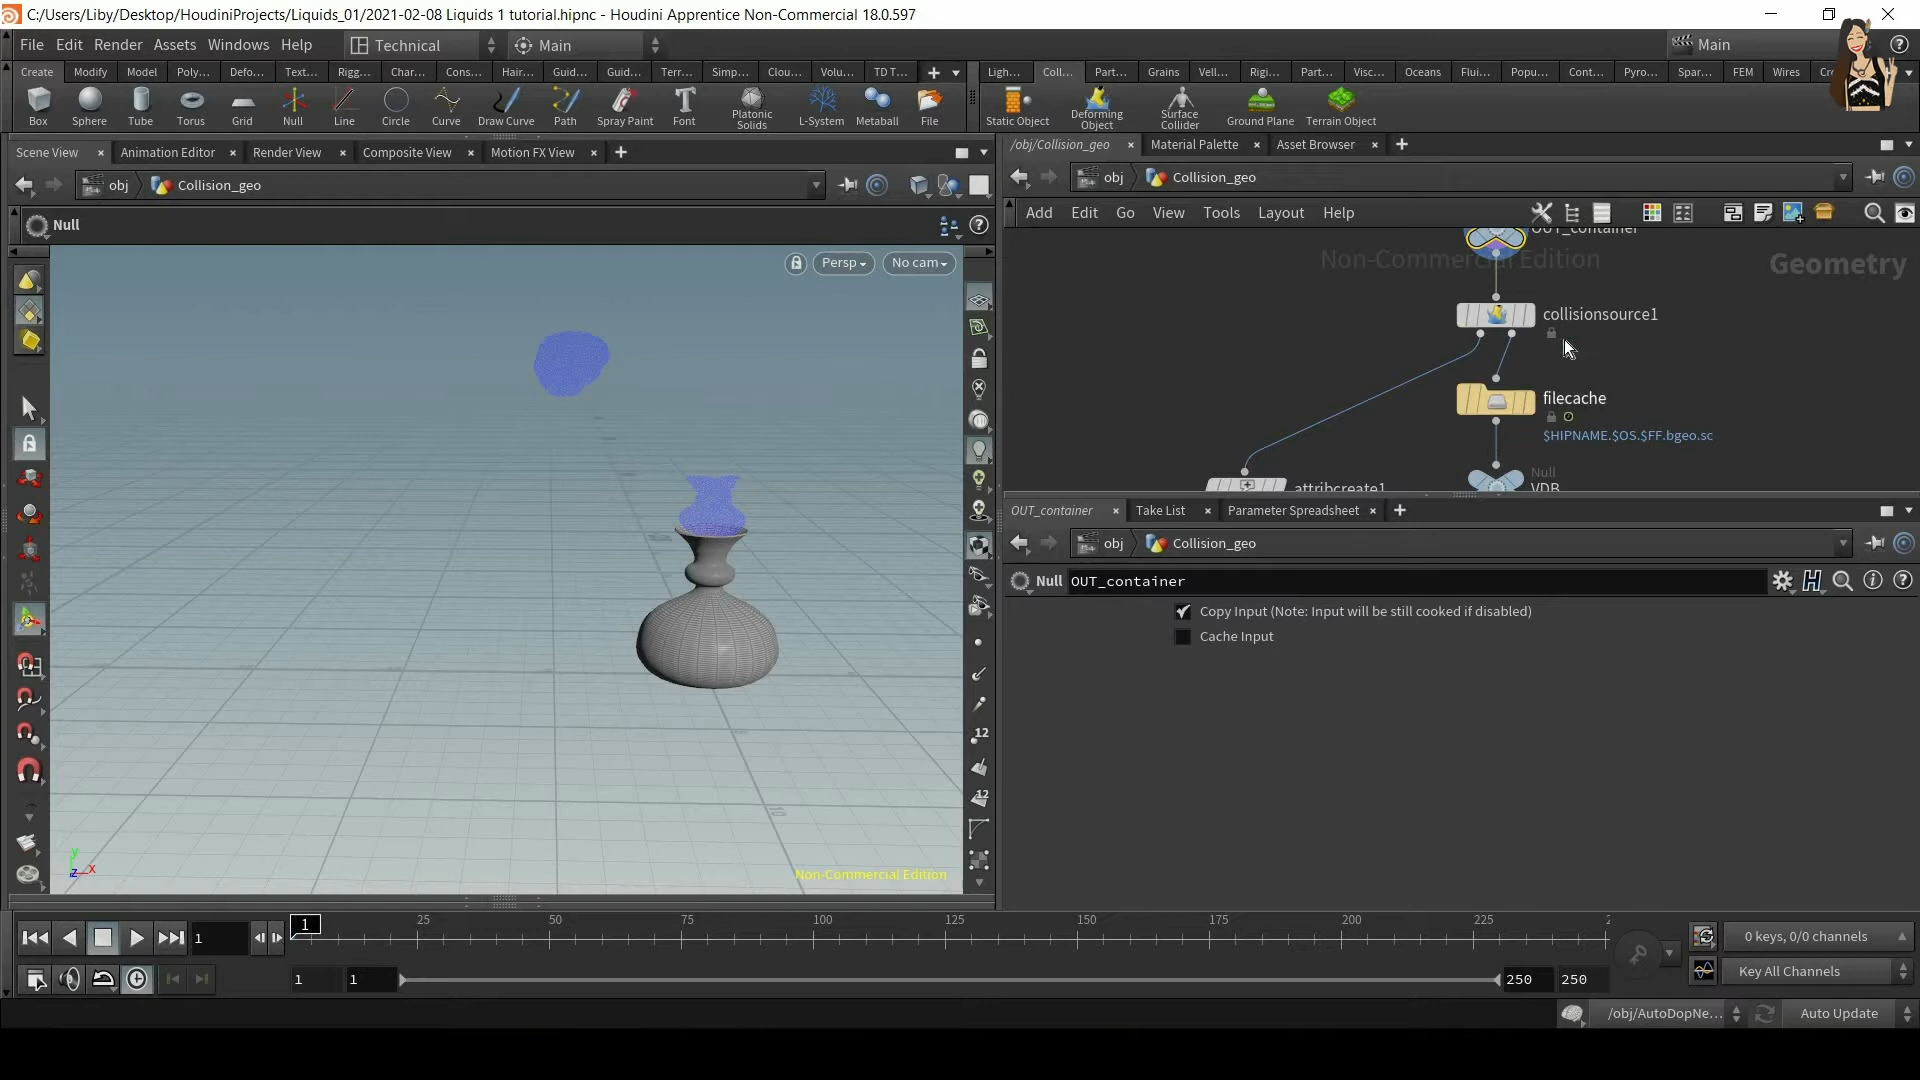 C:/Users/Liby/Desktop/HoudiniProjects/Liquids_01/2021-02-08 Liquids 1 tutorial.hipnc - Houdini Apprentice Non-Commercial 18.0.597
File Edit Render Assets Windows Help Technical Main Main
Create Modify Model Poly... Defo... Text... Rigg... Char... Cons... Hair... Guid... Guid... Terr... Simp... Clou... Volu... TD T...
Ligh... Coll... Part... Grains Vell... Rigi... Part... Visc... Oceans Flui... Popu... Cont... Pyro... Spar... FEM Wires
Box Sphere Tube Torus Grid Null Line Circle Curve Draw Curve Path Spray Paint Font Platonic Solids L-System Metaball File
Static Object Deforming Object Surface Collider Ground Plane Terrain Object
Scene View Animation Editor Render View Composite View Motion FX View
/obj/Collision_geo Material Palette Asset Browser
obj Collision_geo
obj Collision_geo
Null
Add Edit Go View Tools Layout Help
Persp No cam
OUT_container
Non-Commercial Edition
Geometry
collisionsource1
filecache
$HIPNAME.$OS.$FF.bgeo.sc
Null
VDB
attribcreate1
OUT_container Take List Parameter Spreadsheet
obj Collision_geo
Null OUT_container
Copy Input (Note: Input will be still cooked if disabled)
Cache Input
12
12
y
z x
Non-Commercial Edition
1 1 25 50 75 100 125 150 175 200 225 2
0 keys, 0/0 channels
1 1 250 250
Key All Channels
/obj/AutoDopNe... Auto Update